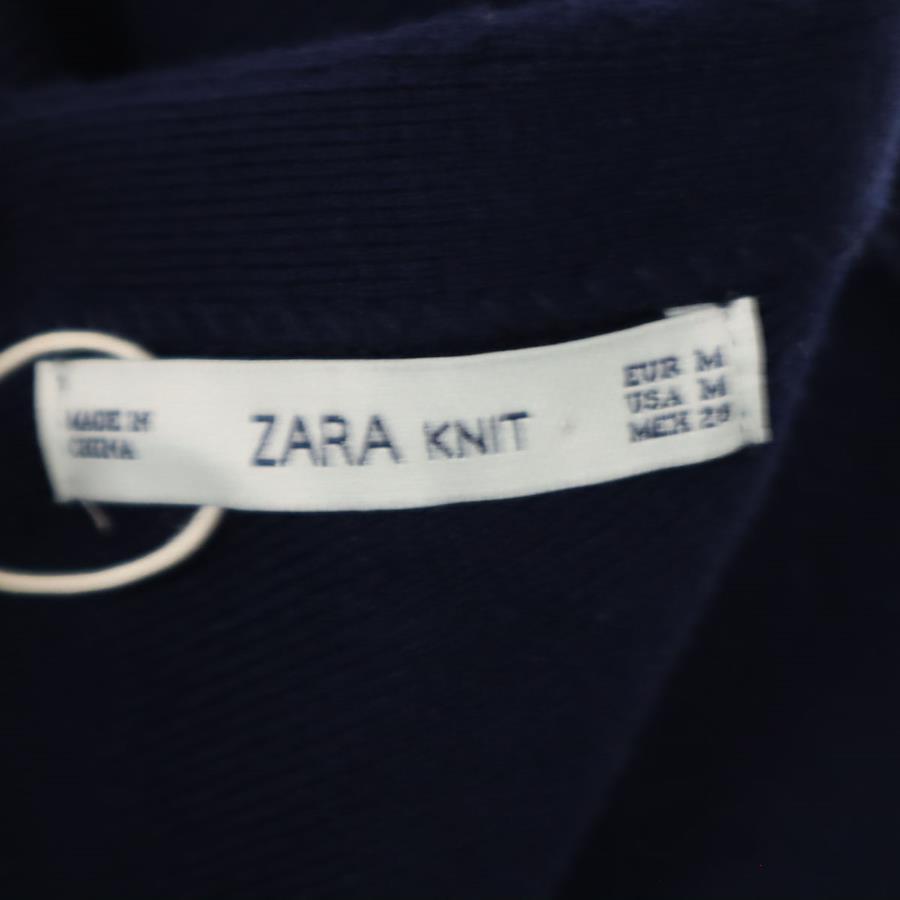 MADE IN
CHINA
ZARA KNIT
EUR M
USA M
MEX 28